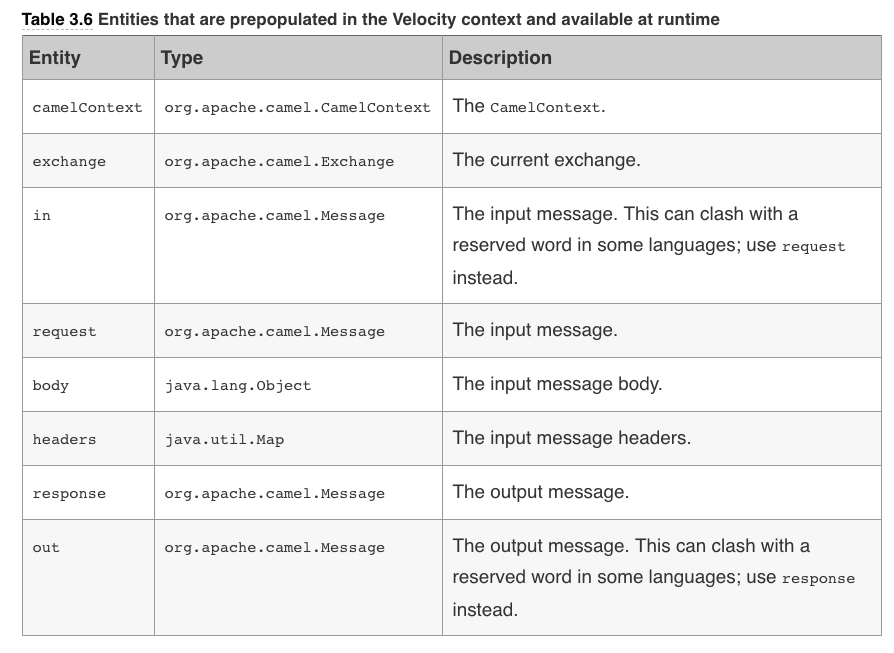 Table 3.6 Entities that are prepopulated in the Velocity context and available at runtime
Entity Type Description
camelContext org.apache.camel.CamelContext The CamelContext.
exchange org.apache.camel.Exchange The current exchange.
in org.apache.camel.Message The input message. This can clash with a
reserved word in some languages; use request
instead.
request org.apache.camel.Message The input message.
body java.lang.Object The input message body.
headers java.util.Map The input message headers.
response org.apache.camel.Message The output message.
out org.apache.camel.Message The output message. This can clash with a
reserved word in some languages; use response
instead.